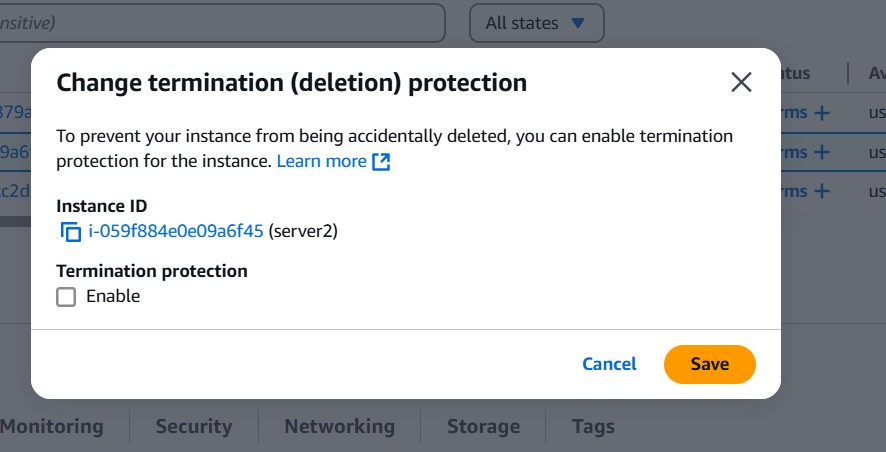 nsitive)
All states
Change termination (deletion) protection
tus
Av
To prevent your instance from being accidentally deleted, you can enable termination
protection for the instance. Learn more
379a
rms +
us
9a6
rms +
us
c2d
rms +
us
Instance ID
i-059f884e0e09a6f45 (server2)
Termination protection
Enable
Cancel
Save
Monitoring
Security
Networking
Storage
Tags